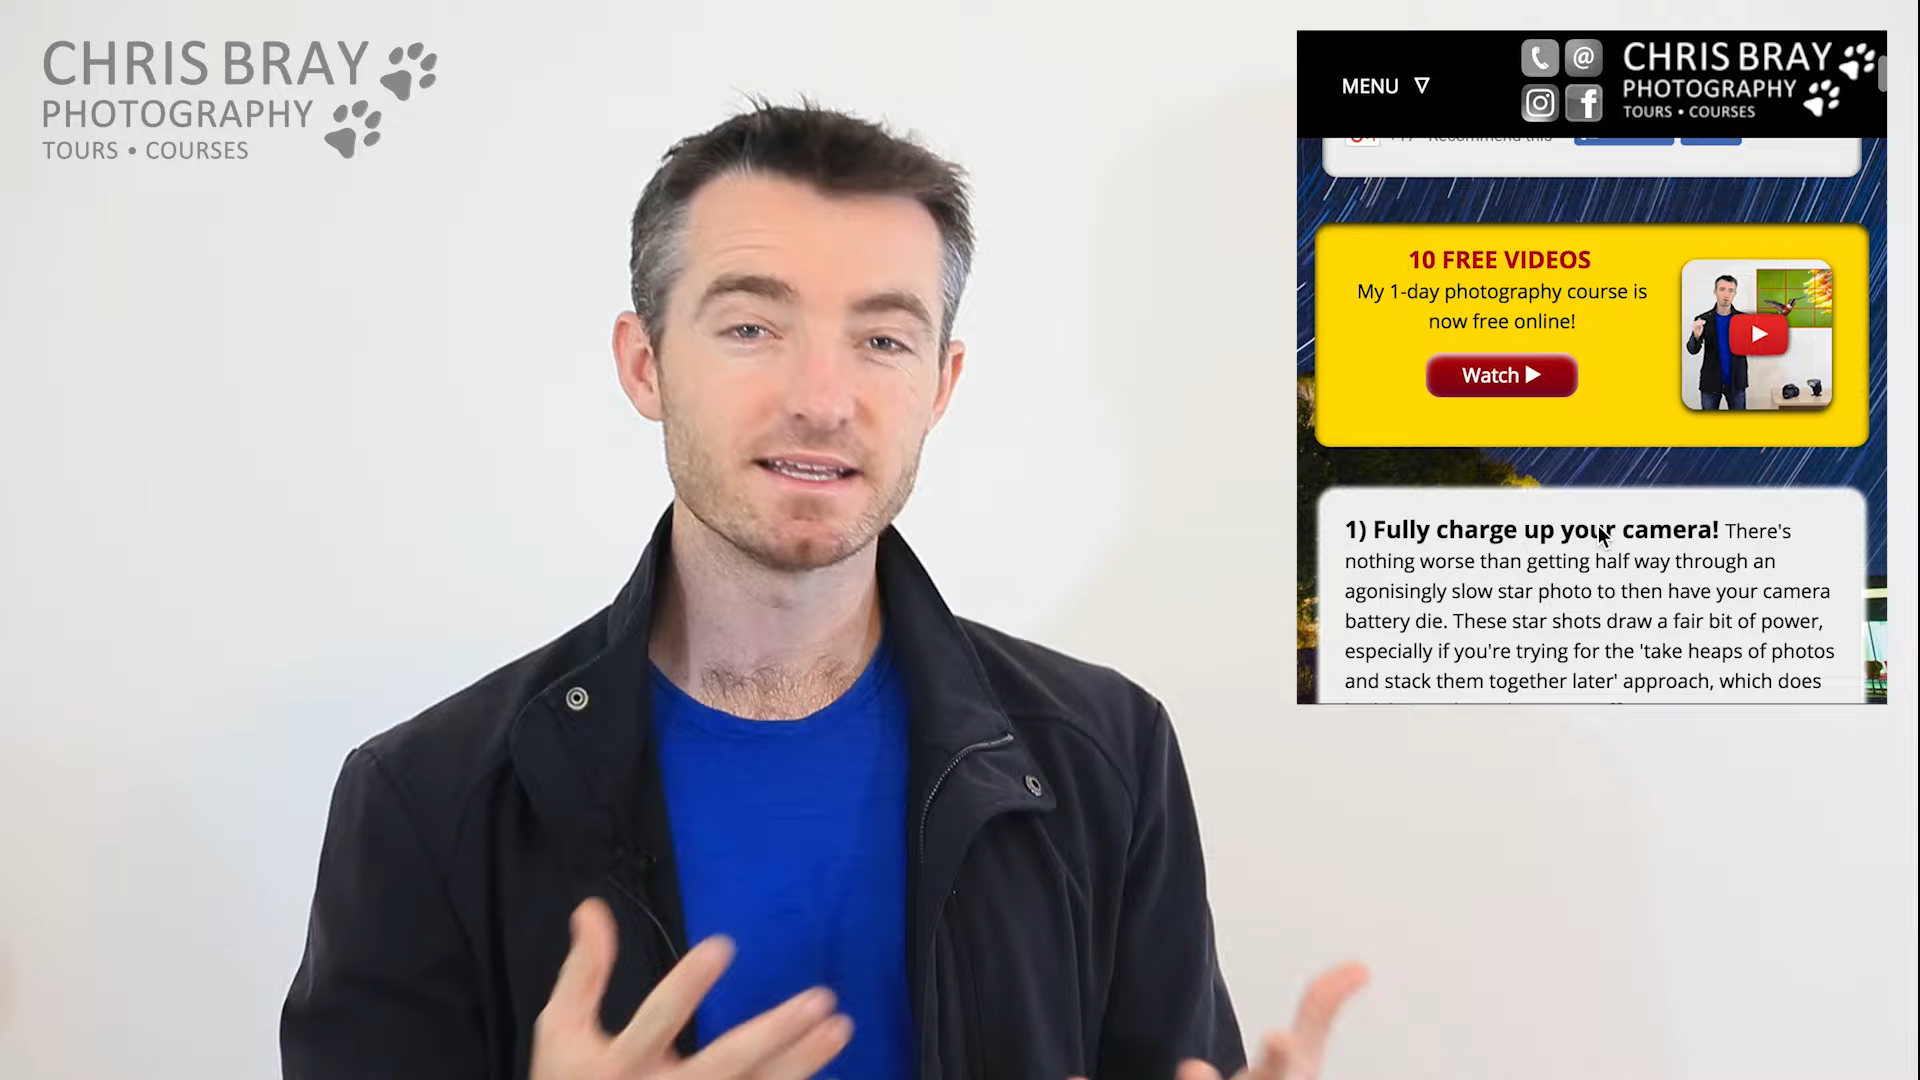 CHRIS BRAY
PHOTOGRAPHY
TOURS • COURSES
MENU
CHRIS BRAY
PHOTOGRAPHY
TOURS • COURSES
10 FREE VIDEOS
My 1-day photography course is
now free online!
Watch
1) Fully charge up your camera! There's
nothing worse than getting half way through an
agonisingly slow star photo to then have your camera
battery die. These star shots draw a fair bit of power,
especially if you're trying for the 'take heaps of photos
and stack them together later' approach, which does